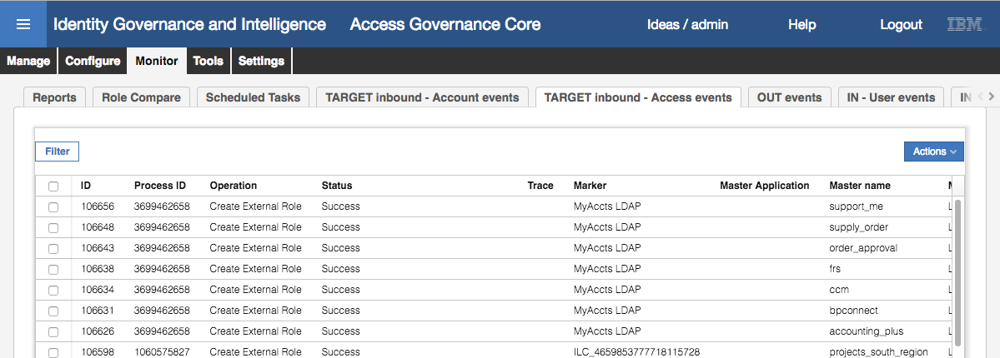 Identity Governance and Intelligence Access Governance Core Ideas / admin Help Logout IBM
Manage Configure Monitor Tools Settings
Reports Role Compare Scheduled Tasks TARGET inbound - Account events TARGET inbound - Access events OUT events IN - User events IN
Filter Actions
ID Process ID Operation Status Trace Marker Master Application Master name
106656 3699462658 Create External Role Success MyAccts LDAP support_me L
106648 3699462658 Create External Role Success MyAccts LDAP supply_order L
106643 3699462658 Create External Role Success MyAccts LDAP order_approval L
106638 3699462658 Create External Role Success MyAccts LDAP frs L
106634 3699462658 Create External Role Success MyAccts LDAP ccm L
106631 3699462658 Create External Role Success MyAccts LDAP bpconnect L
106626 3699462658 Create External Role Success MyAccts LDAP accounting_plus L
106598 1060575827 Create External Role Success ILC_4659853777718115728 projects_south_region L